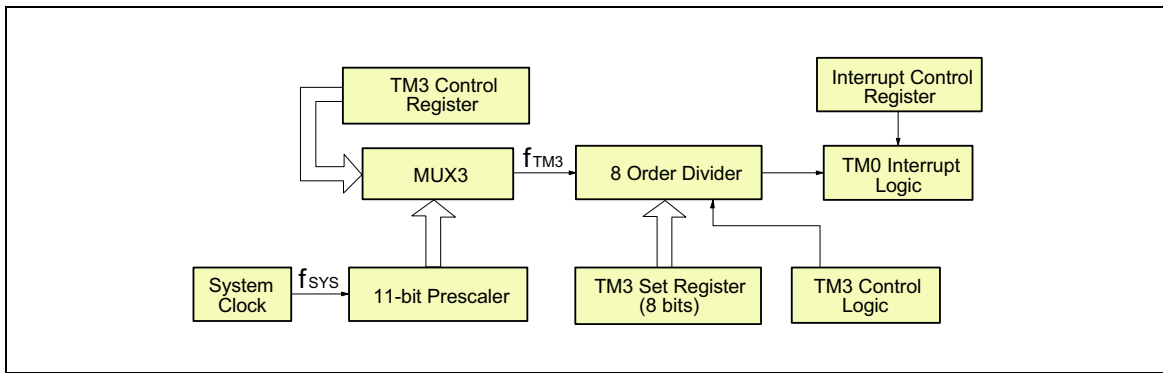 TM3 Control
Register
Interrupt Control
Register
MUX3
fTM3
8 Order Divider
TM0 Interrupt
Logic
System
Clock
fSYS
11-bit Prescaler
TM3 Set Register
(8 bits)
TM3 Control
Logic